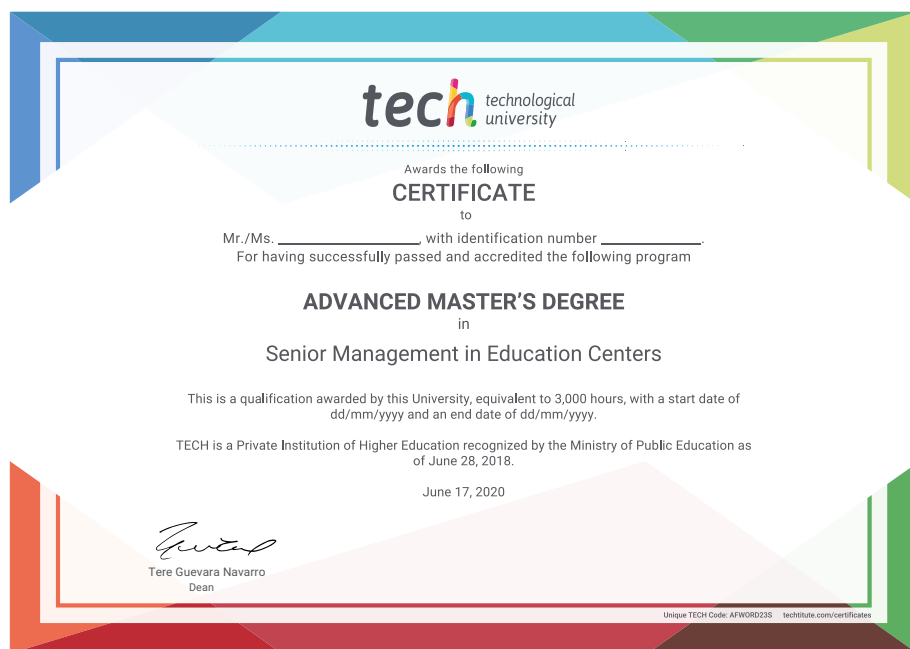 tech technological
university
Awards the following
CERTIFICATE
to
Mr./Ms. ________________, with identification number ____________.
For having successfully passed and accredited the following program
ADVANCED MASTER’S DEGREE
in
Senior Management in Education Centers
This is a qualification awarded by this University, equivalent to 3,000 hours, with a start date of
dd/mm/yyyy and an end date of dd/mm/yyyy.
TECH is a Private Institution of Higher Education recognized by the Ministry of Public Education as
of June 28, 2018.
June 17, 2020
Tere Guevara Navarro
Dean
Unique TECH Code: AFWORD23S techtitute.com/certificates